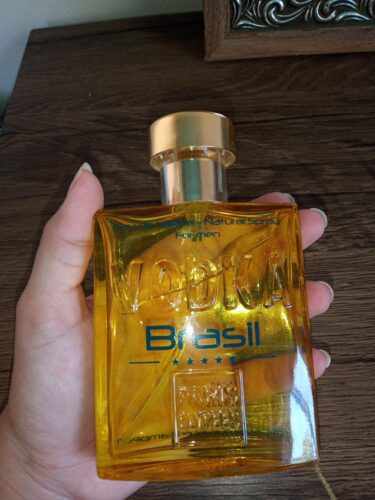 Natural Spray
For men
VODKA
Brasil
PARIS
ELYSEES